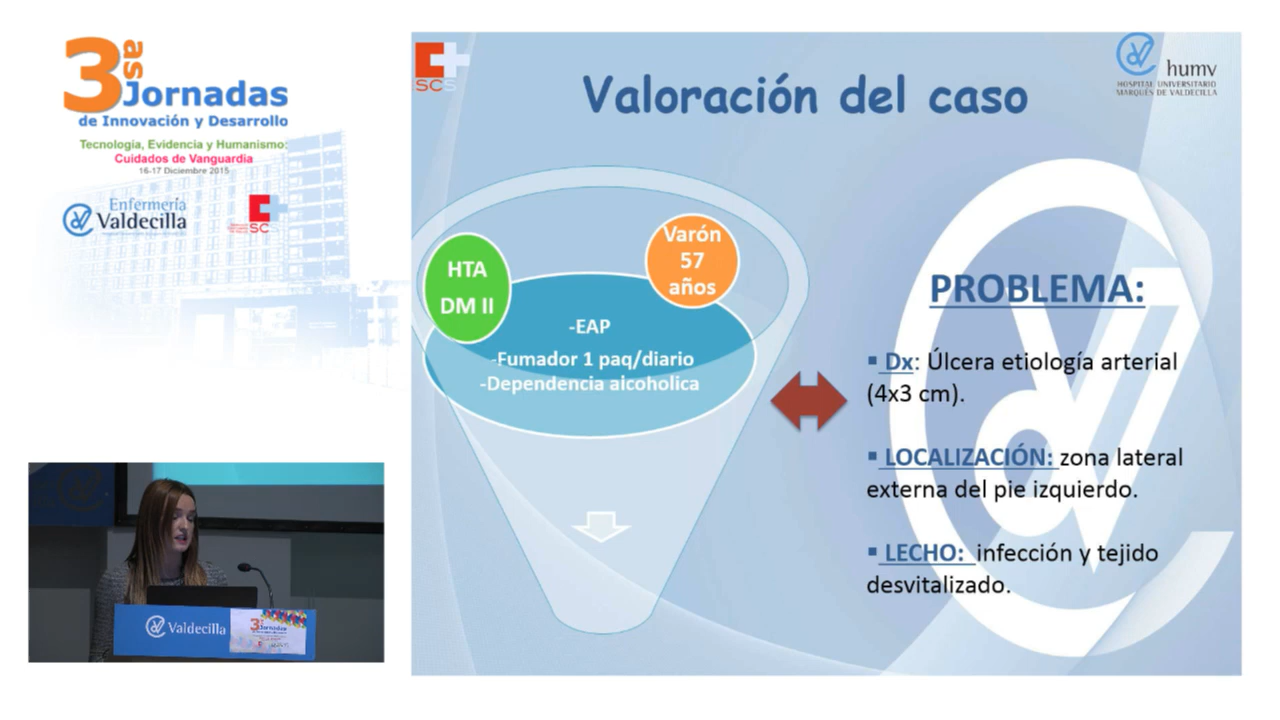 3as Jornadas
de Innovación y Desarrollo
Tecnología, Evidencia y Humanismo:
Cuidados de Vanguardia
16-17 Diciembre 2015
Enfermería
Valdecilla
SC
SCS
Valoración del caso
humv
HOSPITAL UNIVERSITARIO
MARQUÉS DE VALDECILLA
HTA
DM II
Varón
57
años
-EAP
-Fumador 1 paq/diario
-Dependencia alcoholica
PROBLEMA:
▪ Dx: Úlcera etiología arterial
(4x3 cm).
▪ LOCALIZACIÓN: zona lateral
externa del pie izquierdo.
▪ LECHO: infección y tejido
desvitalizado.
Valdecilla
3as Jornadas